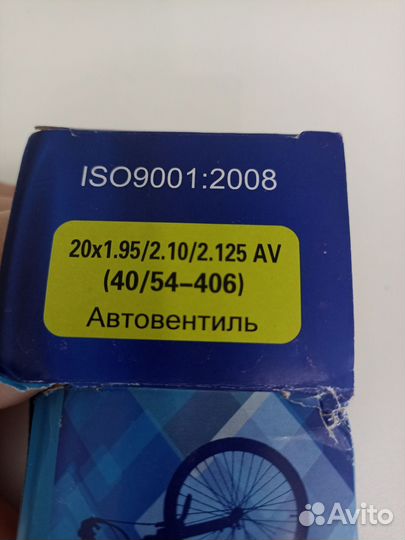 ISO9001:2008
20x1.95/2.10/2.125 AV
(40/54-406)
Автовентиль
Avito